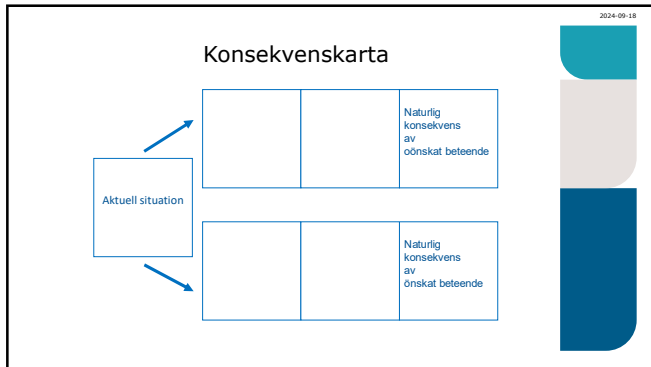 2024-09-18
Konsekvenskarta
Naturlig
konsekvens
av
oönskat beteende
Aktuell situation
Naturlig
konsekvens
av
önskat beteende